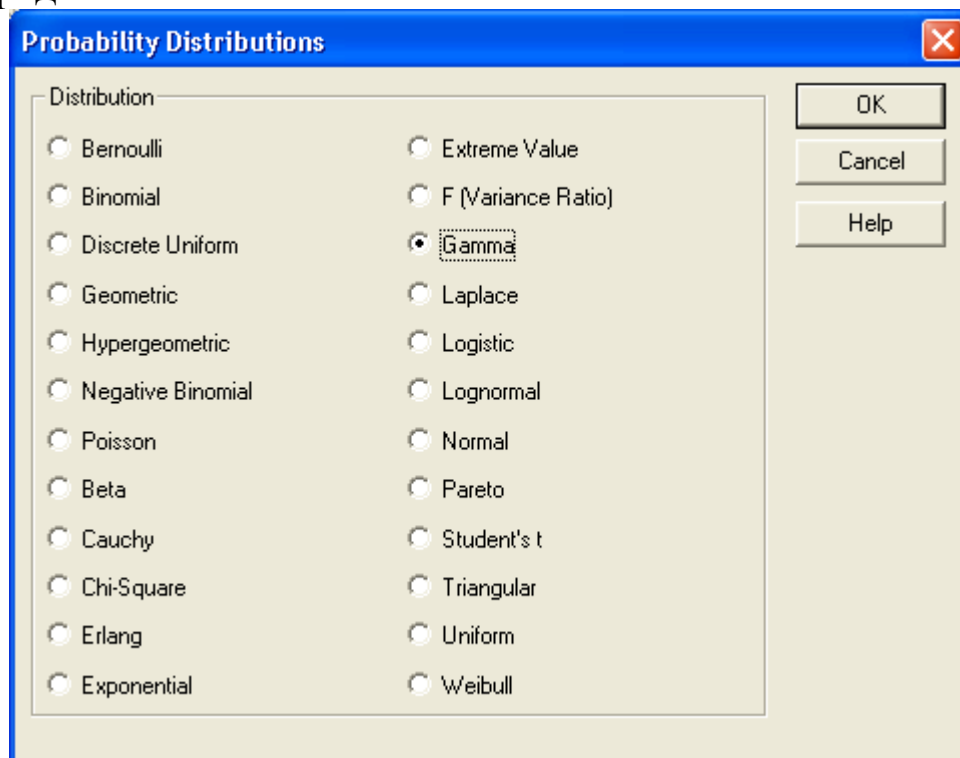 Probability Distributions
Distribution
Bernoulli
Binomial
Discrete Uniform
Geometric
Hypergeometric
Negative Binomial
Poisson
Beta
Cauchy
Chi-Square
Erlang
Exponential
Extreme Value
F (Variance Ratio)
Gamma
Laplace
Logistic
Lognormal
Normal
Pareto
Student's t
Triangular
Uniform
Weibull
OK
Cancel
Help